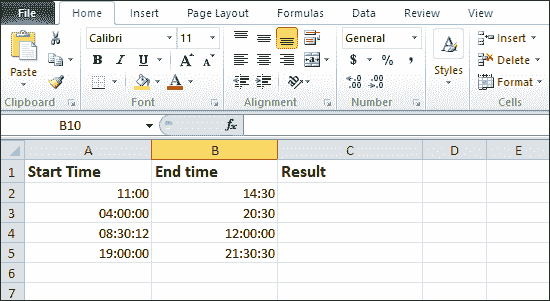 File Home Insert Page Layout Formulas Data Review View
Calibri 11 General Insert
Paste B I U A A $ % , Styles Delete
.0 .00 .00 .0 Format
Clipboard Font Alignment Number Cells
B10 fx
A B C D E
1 Start Time End time Result
2 11:00 14:30
3 04:00:00 20:30
4 08:30:12 12:00:00
5 19:00:00 21:30:30
6
7